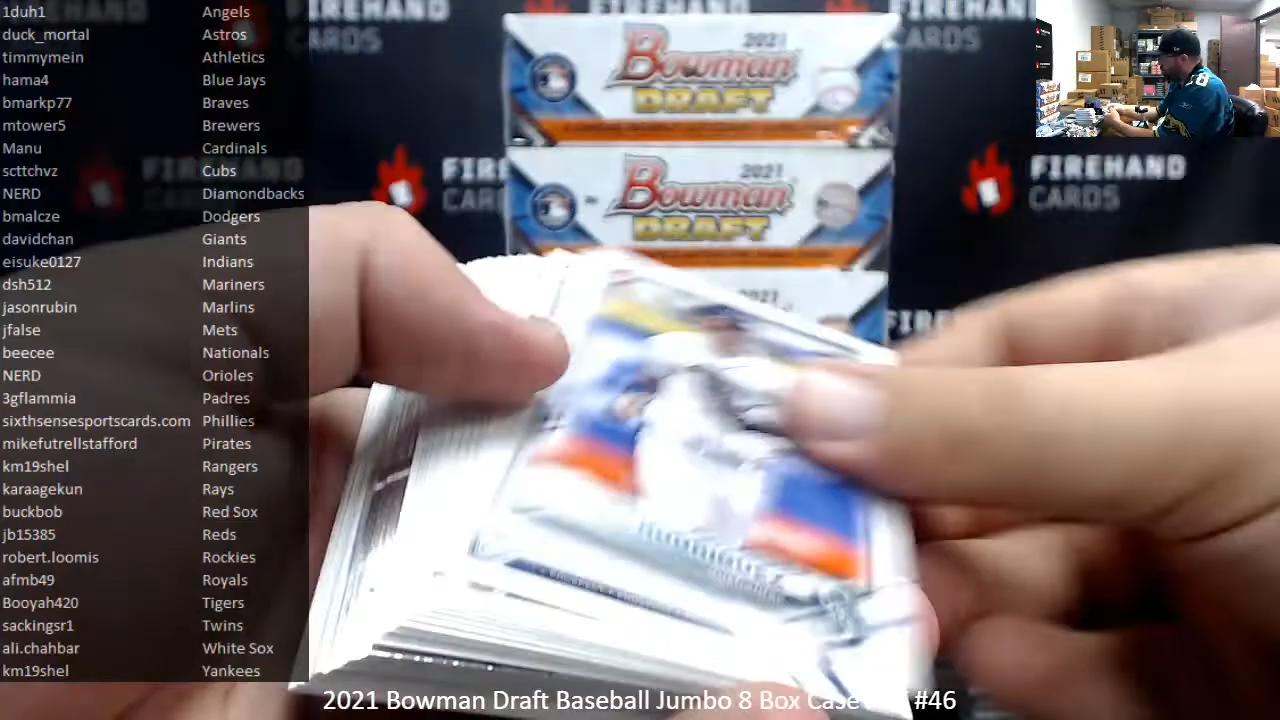 1duh1 Angels
duck_mortal Astros
timmymein Athletics
hama4 Blue Jays
bmarkp77 Braves
mtower5 Brewers
Manu Cardinals
scttchvz Cubs
NERD Diamondbacks
bmalcze Dodgers
davidchan Giants
eisuke0127 Indians
dsh512 Mariners
jasonrubin Marlins
jfalse Mets
beecee Nationals
NERD Orioles
3gflammia Padres
sixthsensesportscards.com Phillies
mikefutrellstafford Pirates
km19shel Rangers
karaagekun Rays
buckbob Red Sox
jb15385 Reds
robert.loomis Rockies
afmb49 Royals
Booyah420 Tigers
sackingsr1 Twins
ali.chahbar White Sox
km19shel Yankees
FIREHAND
CARDS
2021
Bowman
DRAFT
2021
Bowman
DRAFT
2021
FIREHAND
CARDS
2021 Bowman Draft Baseball Jumbo 8 Box Case #46